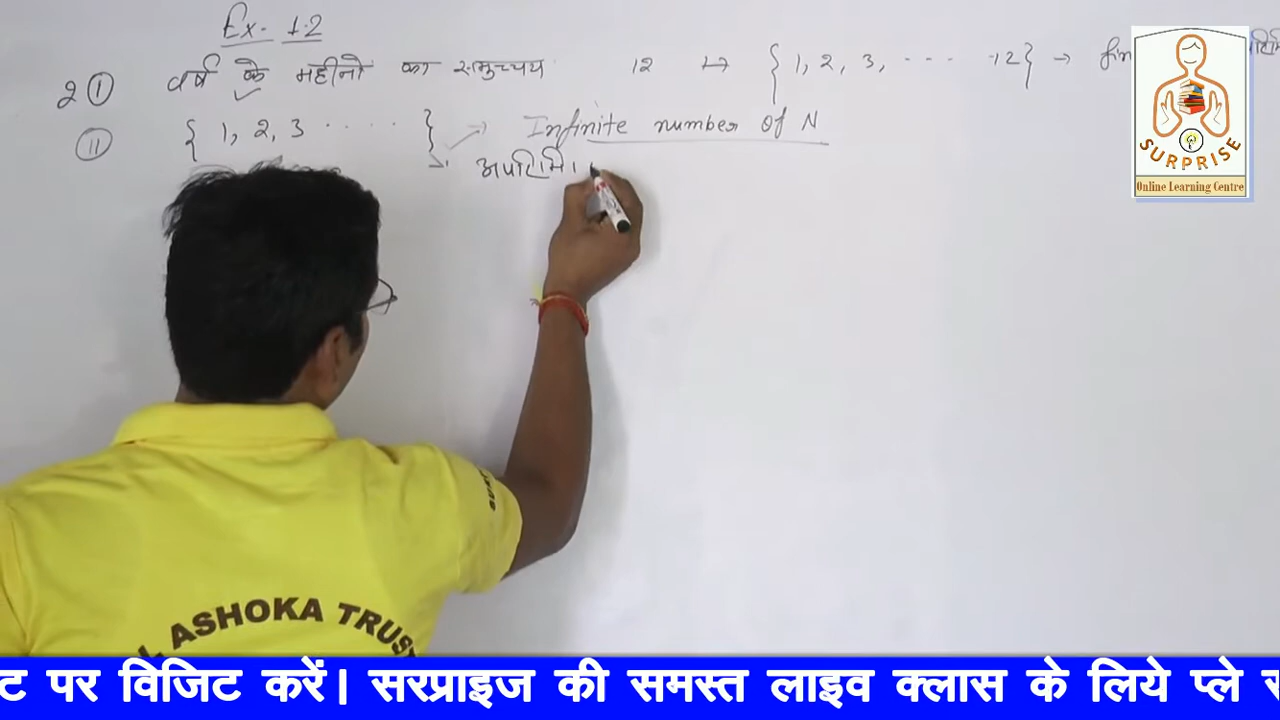 Ex. 1.2
2 (i) वर्ष के महीनो का समुच्चय 12 → {1, 2, 3, ... 12} →
(ii) {1, 2, 3 ..... } → Infinite number of N
→ अपरिमि
SURPRISE
Online Learning Centre
ASHOKA TRUST
ट पर विजिट करें| सरप्राइज की समस्त लाइव क्लास के लिये प्ले